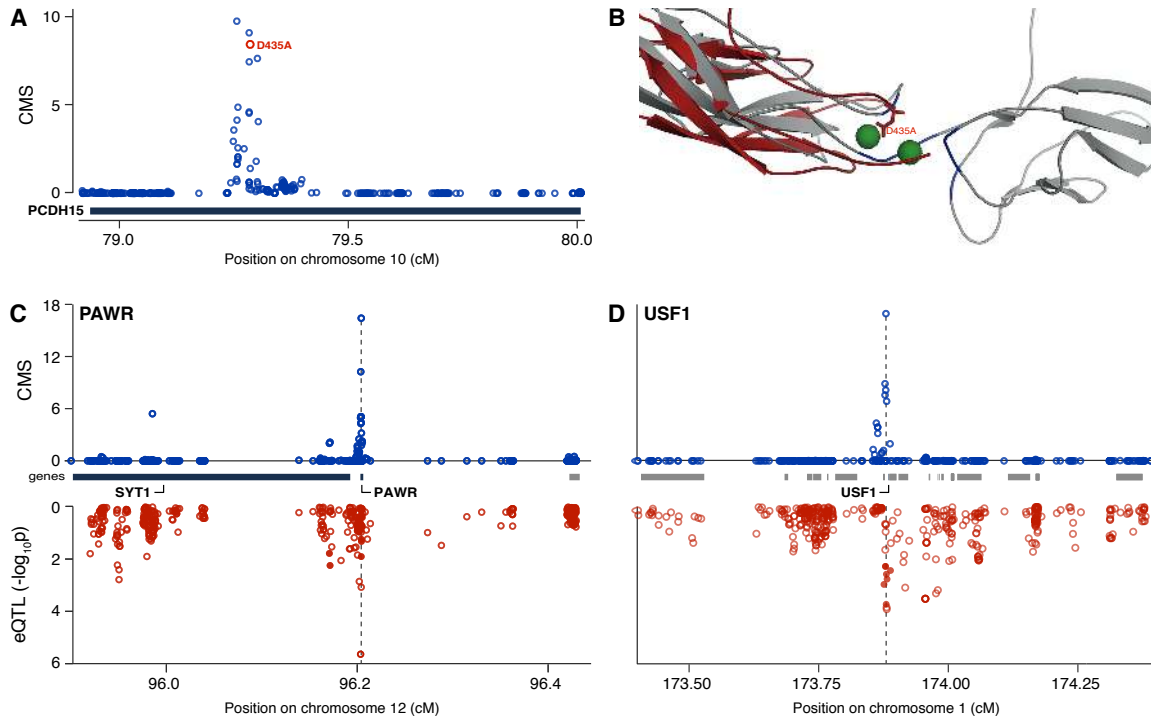 A
CMS
10
5
0
D435A
PCDH15
79.0 79.5 80.0
Position on chromosome 10 (cM)
B
D435A
C PAWR
CMS
18
12
6
0
genes
SYT1 PAWR
eQTL (-log10p)
0
2
4
6
96.0 96.2 96.4
Position on chromosome 12 (cM)
D USF1
USF1
173.50 173.75 174.00 174.25
Position on chromosome 1 (cM)